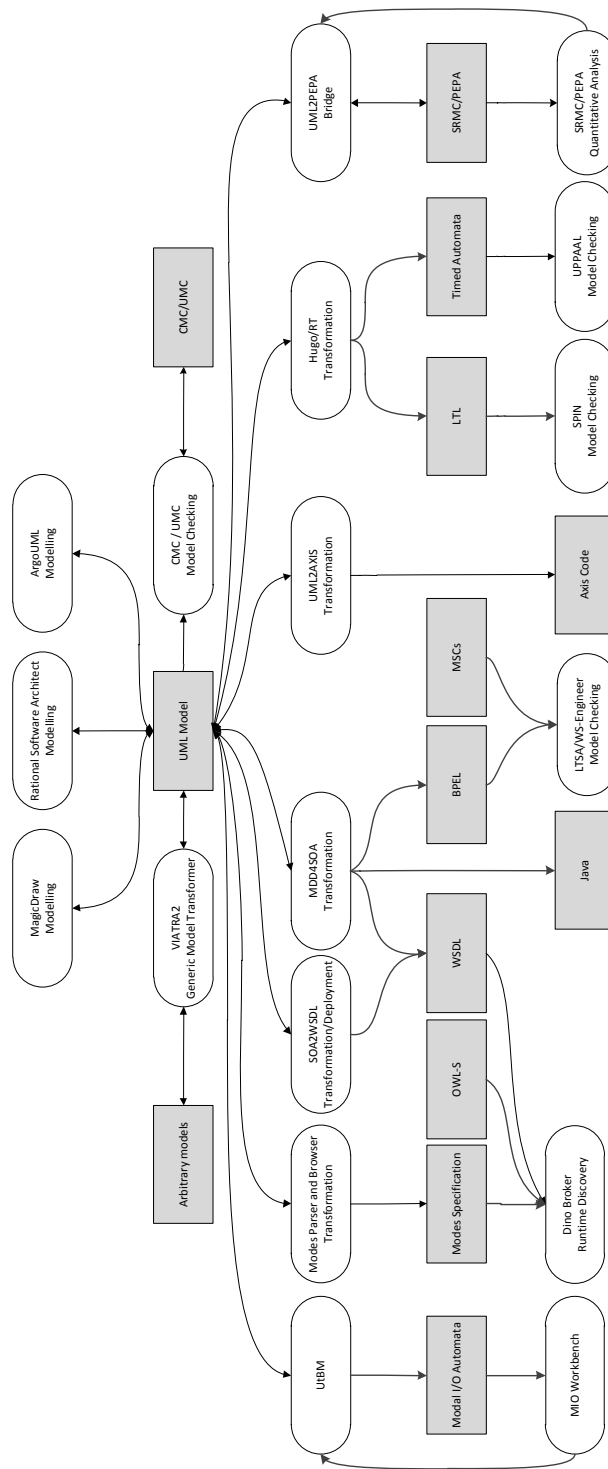 MagicDraw
Modelling
Rational Software Architect
Modelling
ArgoUML
Modelling
Arbitrary models
VIATRA2
Generic Model Transformer
UML Model
CMC / UMC
Model Checking
CMC/UMC
UtBM
Modes Parser and Browser
Transformation
SOA2WSDL
Transformation/Deployment
MDD4SOA
Transformation
UML2AXIS
Transformation
Hugo/RT
Transformation
UML2PEPA
Bridge
Modal I/O Automata
Modes Specification
OWL-S
WSDL
BPEL
MSCs
LTL
Timed Automata
SRMC/PEPA
MIO Workbench
Dino Broker
Runtime Discovery
Java
LTSA/WS-Engineer
Model Checking
Axis Code
SPIN
Model Checking
UPPAAL
Model Checking
SRMC/PEPA
Quantitative Analysis